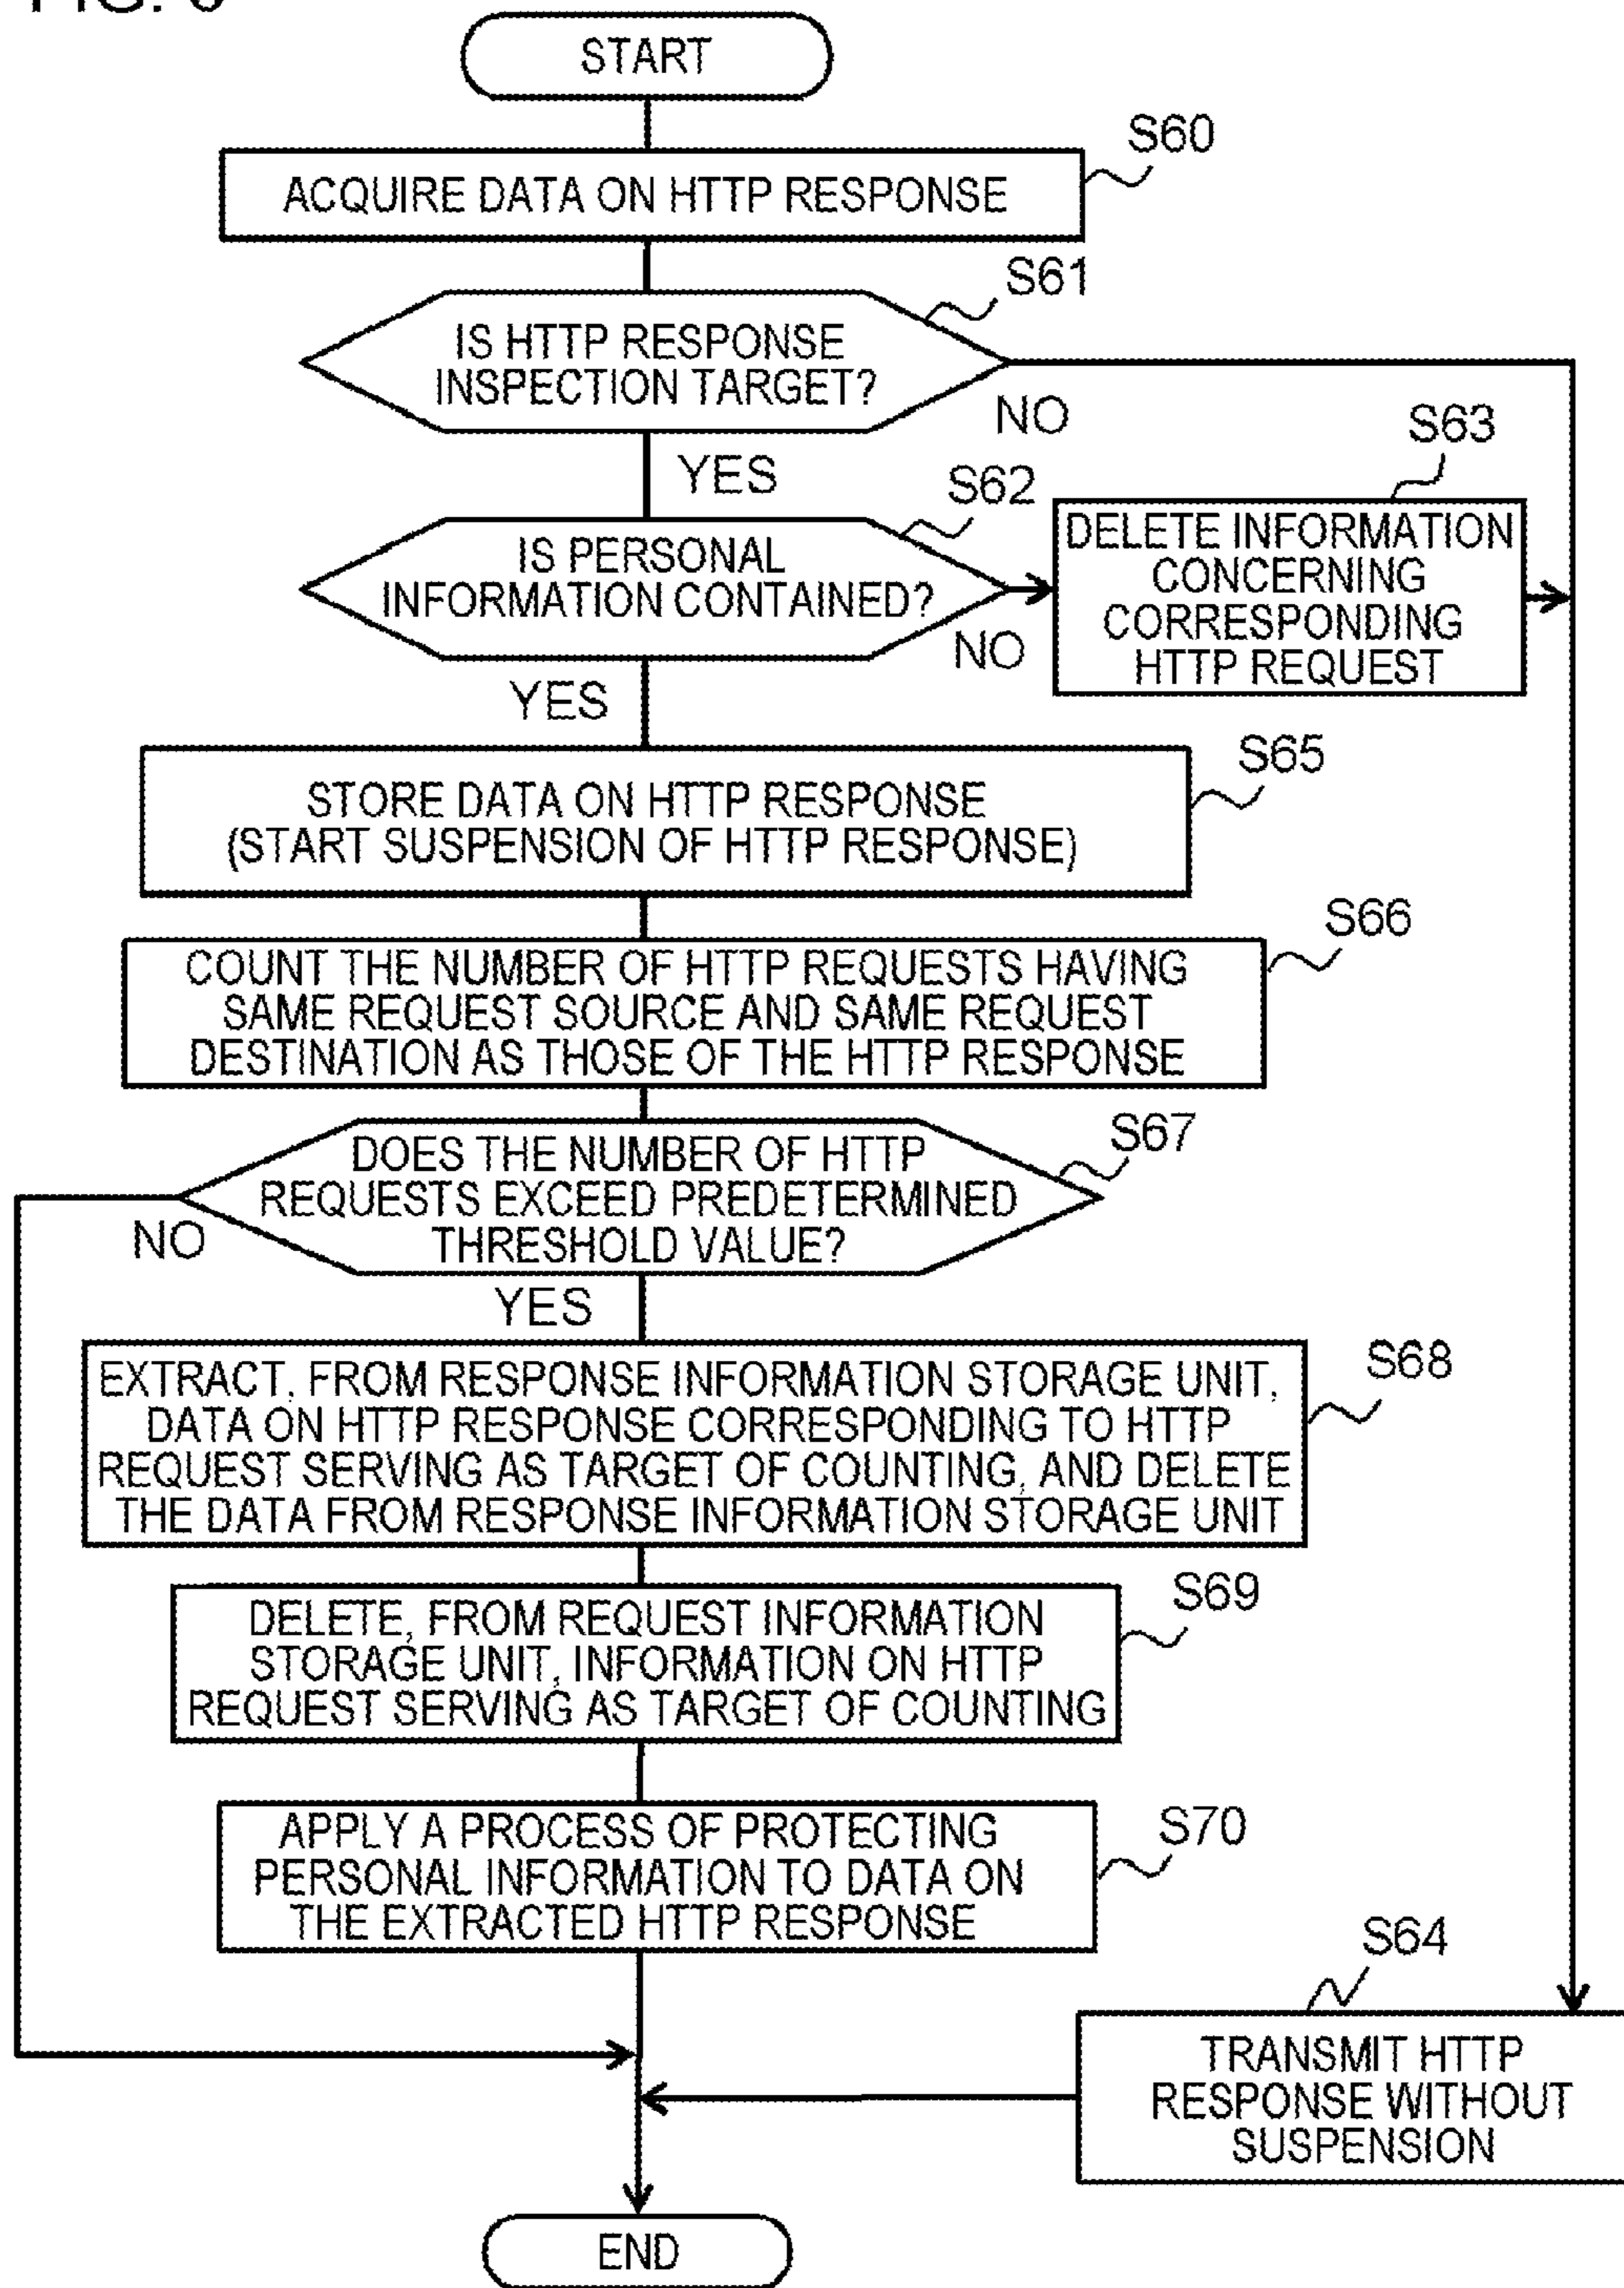 START
S60
ACQUIRE DATA ON HTTP RESPONSE
S61
IS HTTP RESPONSE
INSPECTION TARGET?
NO
YES
S62
IS PERSONAL
INFORMATION CONTAINED?
NO
YES
S63
DELETE INFORMATION
CONCERNING
CORRESPONDING
HTTP REQUEST
S65
STORE DATA ON HTTP RESPONSE
(START SUSPENSION OF HTTP RESPONSE)
S66
COUNT THE NUMBER OF HTTP REQUESTS HAVING
SAME REQUEST SOURCE AND SAME REQUEST
DESTINATION AS THOSE OF THE HTTP RESPONSE
S67
DOES THE NUMBER OF HTTP
REQUESTS EXCEED PREDETERMINED
THRESHOLD VALUE?
NO
YES
S68
EXTRACT, FROM RESPONSE INFORMATION STORAGE UNIT,
DATA ON HTTP RESPONSE CORRESPONDING TO HTTP
REQUEST SERVING AS TARGET OF COUNTING, AND DELETE
THE DATA FROM RESPONSE INFORMATION STORAGE UNIT
S69
DELETE, FROM REQUEST INFORMATION
STORAGE UNIT, INFORMATION ON HTTP
REQUEST SERVING AS TARGET OF COUNTING
S70
APPLY A PROCESS OF PROTECTING
PERSONAL INFORMATION TO DATA ON
THE EXTRACTED HTTP RESPONSE
S64
TRANSMIT HTTP
RESPONSE WITHOUT
SUSPENSION
END